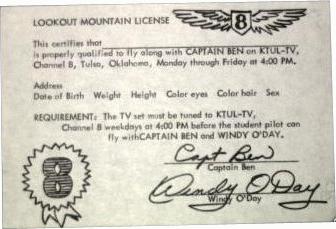 LOOKOUT MOUNTAIN LICENSE
8
This certifies that
is properly qualified to fly along with CAPTAIN BEN on KTUL-TV,
Channel 8, Tulsa, Oklahoma, Monday through Friday at 4:00 PM.
Address
Date of Birth Weight Height Color eyes Color hair Sex
REQUIREMENT: The TV set must be tuned to KTUL-TV,
Channel 8 weekdays at 4:00 PM before the student pilot can
fly withCAPTAIN BEN and WINDY O'DAY.
8
Capt Ben
Captain Ben
Windy O'Day
Windy O'Day